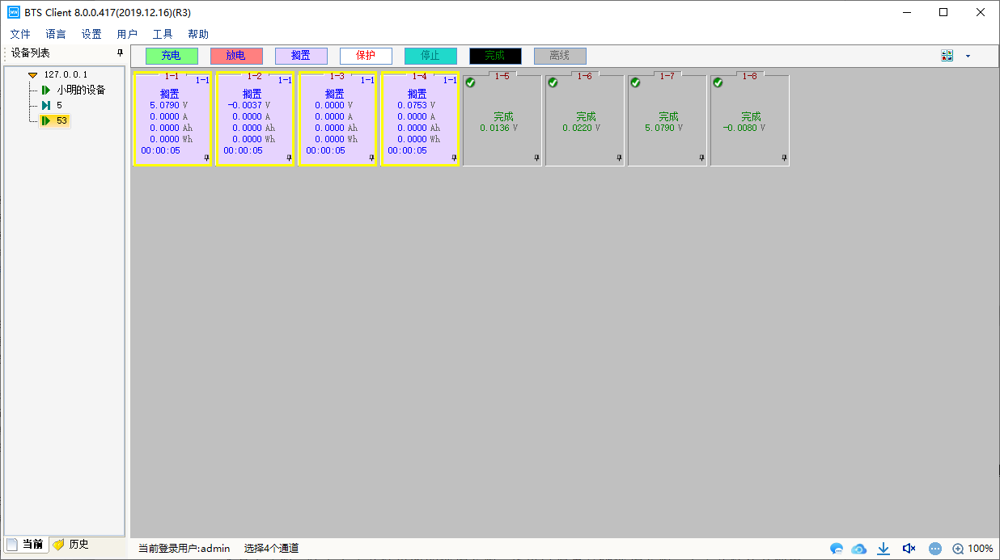 BTS Client 8.0.0.417(2019.12.16)(R3)
文件 语言 设置 用户 工具 帮助
设备列表
充电 放电 搁置 保护 停止 完成 离线
127.0.0.1
小明的设备
5
53
1-1
1-1
搁置
5.0790 V
0.0000 A
0.0000 Ah
0.0000 Wh
00:00:05
1-2
1-1
搁置
-0.0037 V
0.0000 A
0.0000 Ah
0.0000 Wh
00:00:05
1-3
1-1
搁置
0.0000 V
0.0000 A
0.0000 Ah
0.0000 Wh
00:00:05
1-4
1-1
搁置
0.0753 V
0.0000 A
0.0000 Ah
0.0000 Wh
00:00:05
1-5
完成
0.0136 V
1-6
完成
0.0220 V
1-7
完成
5.0790 V
1-8
完成
-0.0080 V
当前 历史
当前登录用户:admin 选择4个通道
100%